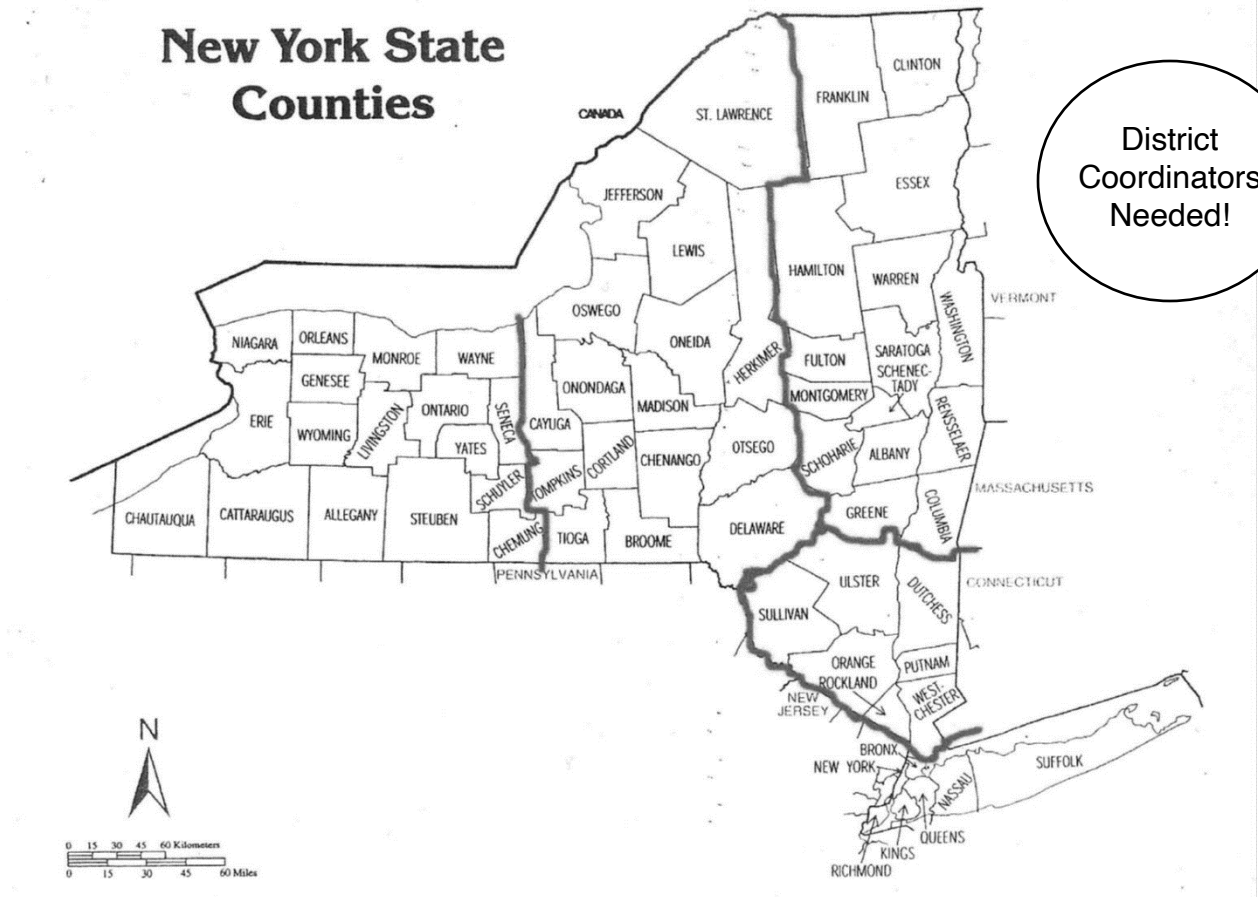 New York State
Counties
CANADA
ST. LAWRENCE
FRANKLIN
CLINTON
District
Coordinators
Needed!
ESSEX
JEFFERSON
LEWIS
HAMILTON
WARREN
WASHINGTON
VERMONT
OSWEGO
ONEIDA
HERKIMER
FULTON
SARATOGA
SCHENEC-
TADY
MONTGOMERY
NIAGARA
ORLEANS
MONROE
WAYNE
GENESEE
ONONDAGA
MADISON
ERIE
WYOMING
LIVINGSTON
ONTARIO
SENECA
CAYUGA
YATES
CORTLAND
CHENANGO
OTSEGO
SCHOHARIE
ALBANY
RENSSELAER
MASSACHUSETTS
SCHUYLER
TOMPKINS
CHAUTAUQUA
CATTARAUGUS
ALLEGANY
STEUBEN
CHEMUNG
TIOGA
BROOME
DELAWARE
GREENE
COLUMBIA
PENNSYLVANIA
ULSTER
DUTCHESS
CONNECTICUT
SULLIVAN
ORANGE
ROCKLAND
PUTNAM
WEST-
CHESTER
NEW
JERSEY
BRONX
NEW YORK
NASSAU
SUFFOLK
QUEENS
KINGS
RICHMOND
N
0 15 30 45 60 Kilometers
0 15 30 45 60 Miles